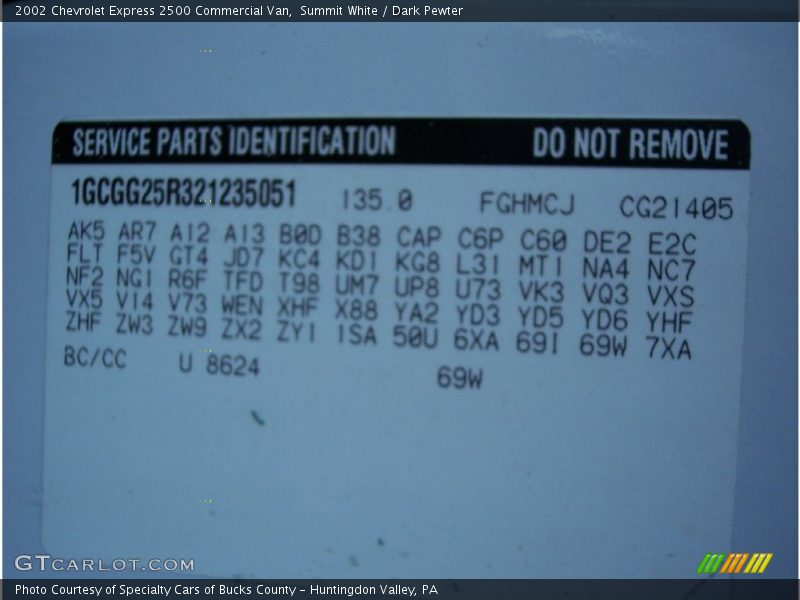 2002 Chevrolet Express 2500 Commercial Van, Summit White / Dark Pewter
SERVICE PARTS IDENTIFICATION DO NOT REMOVE
1GCGG25R321235051 135.0 FGHMCJ CG21405
AK5 AR7 A12 A13 B0D B38 CAP C6P C60 DE2 E2C
FLT F5V GT4 JD7 KC4 KD1 KG8 L31 MT1 NA4 NC7
NF2 NG1 R6F TFD T98 UM7 UP8 U73 VK3 VQ3 VXS
VX5 V14 V73 WEN XHF X88 YA2 YD3 YD5 YD6 YHF
ZHF ZW3 ZW9 ZX2 ZY1 1SA 50U 6XA 691 69W 7XA
BC/CC U 8624 69W
GTCARLOT.COM
Photo Courtesy of Specialty Cars of Bucks County - Huntingdon Valley, PA